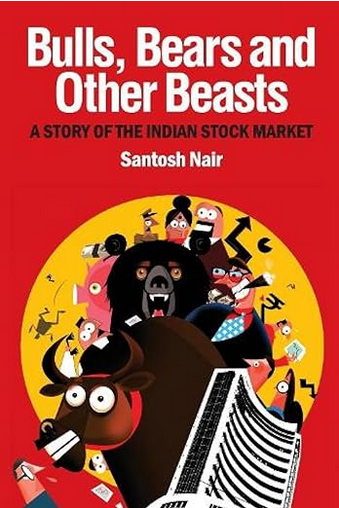 Bulls, Bears and
Other Beasts
A STORY OF THE INDIAN STOCK MARKET
Santosh Nair
₹